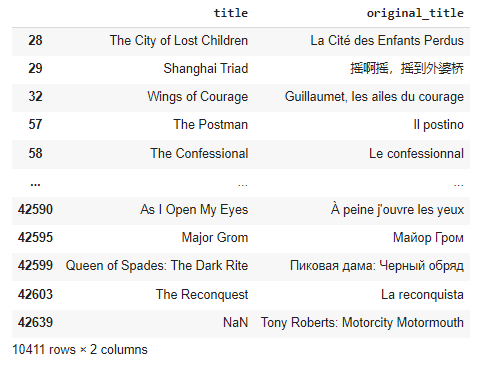 title original_title
28 The City of Lost Children La Cité des Enfants Perdus
29 Shanghai Triad 摇啊摇，摇到外婆桥
32 Wings of Courage Guillaumet, les ailes du courage
57 The Postman Il postino
58 The Confessional Le confessionnal
... ... ...
42590 As I Open My Eyes À peine j'ouvre les yeux
42595 Major Grom Майор Гром
42599 Queen of Spades: The Dark Rite Пиковая дама: Черный обряд
42603 The Reconquest La reconquista
42639 NaN Tony Roberts: Motorcity Motormouth
10411 rows × 2 columns